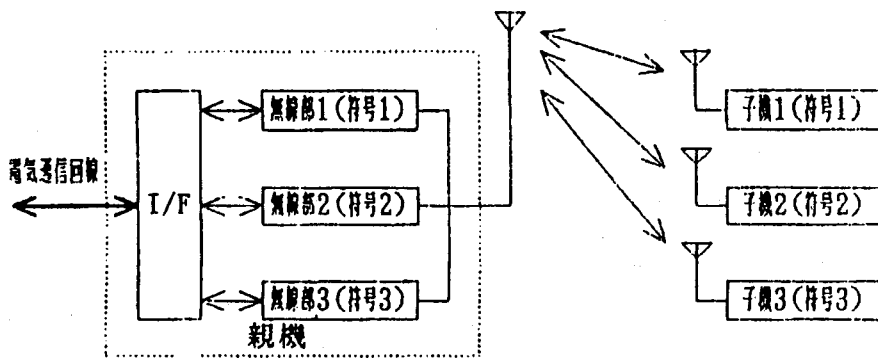 無線部1(符号1)
子機1(符号1)
電気通信回線
I/F
無線部2(符号2)
子機2(符号2)
無線部3(符号3)
子機3(符号3)
親機